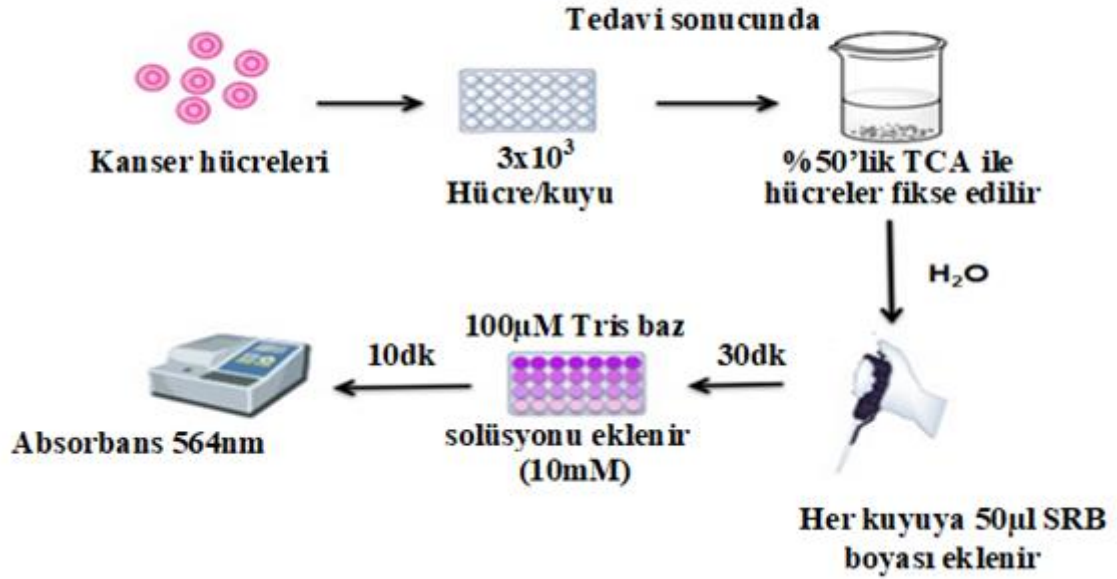 Tedavi sonucunda
Kanser hücreleri
3x10³
Hücre/kuyu
%50’lik TCA ile
hücreler fikse edilir
H₂O
Her kuyuya 50µl SRB
boyası eklenir
30dk
100µM Tris baz
solüsyonu eklenir
(10mM)
10dk
Absorbans 564nm